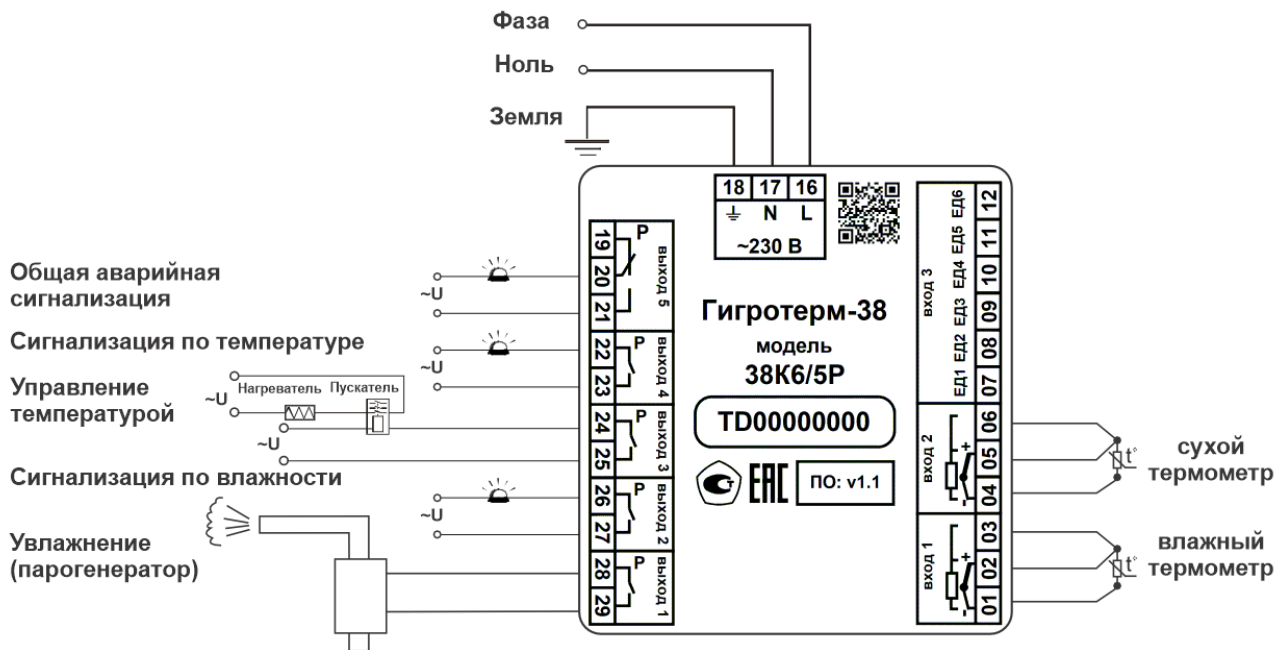 Фаза
Ноль
Земля
18 17 16
N L
~230 В
19
20
21
P
выход 5
22
23
P
выход 4
24
25
P
выход 3
26
27
P
выход 2
28
29
P
выход 1
Общая аварийная
сигнализация
~U
Сигнализация по температуре
~U
Управление
температурой
~U
Нагреватель Пускатель
~U
Сигнализация по влажности
~U
Увлажнение
(парогенератор)
Гигротерм-38
модель
38К6/5Р
TD00000000
ЕАС
ПО: v1.1
вход 3
ЕД1 ЕД2 ЕД3 ЕД4 ЕД5 ЕД6
07 08 09 10 11 12
вход 2
- +
04 05 06
вход 1
- +
01 02 03
t°
сухой
термометр
t°
влажный
термометр